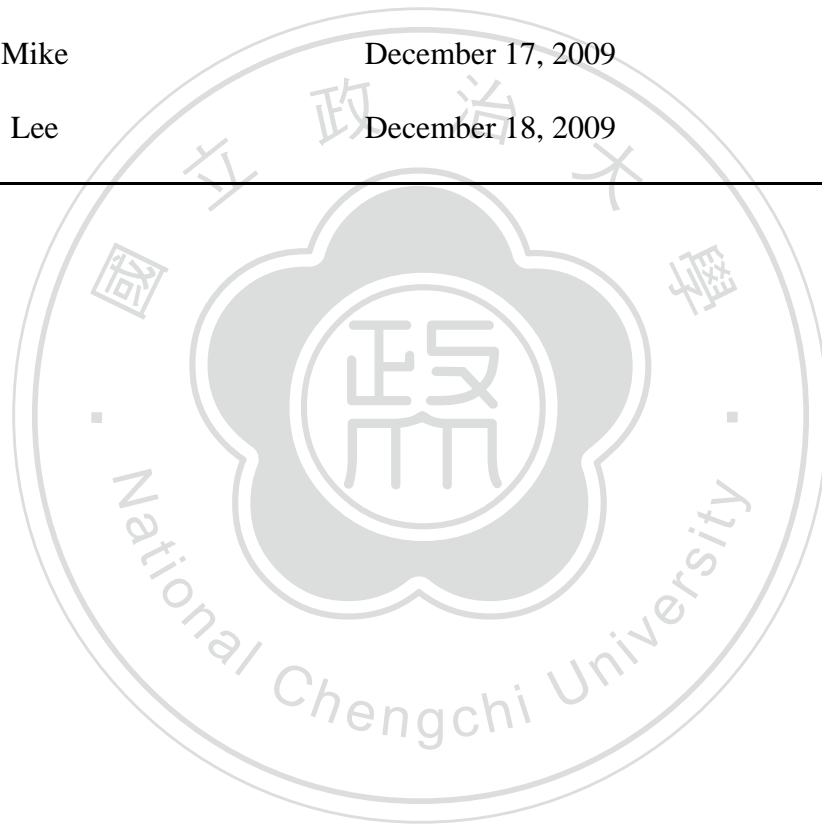 Mike December 17, 2009
Lee December 18, 2009
國立政治大學
政
National Chengchi University